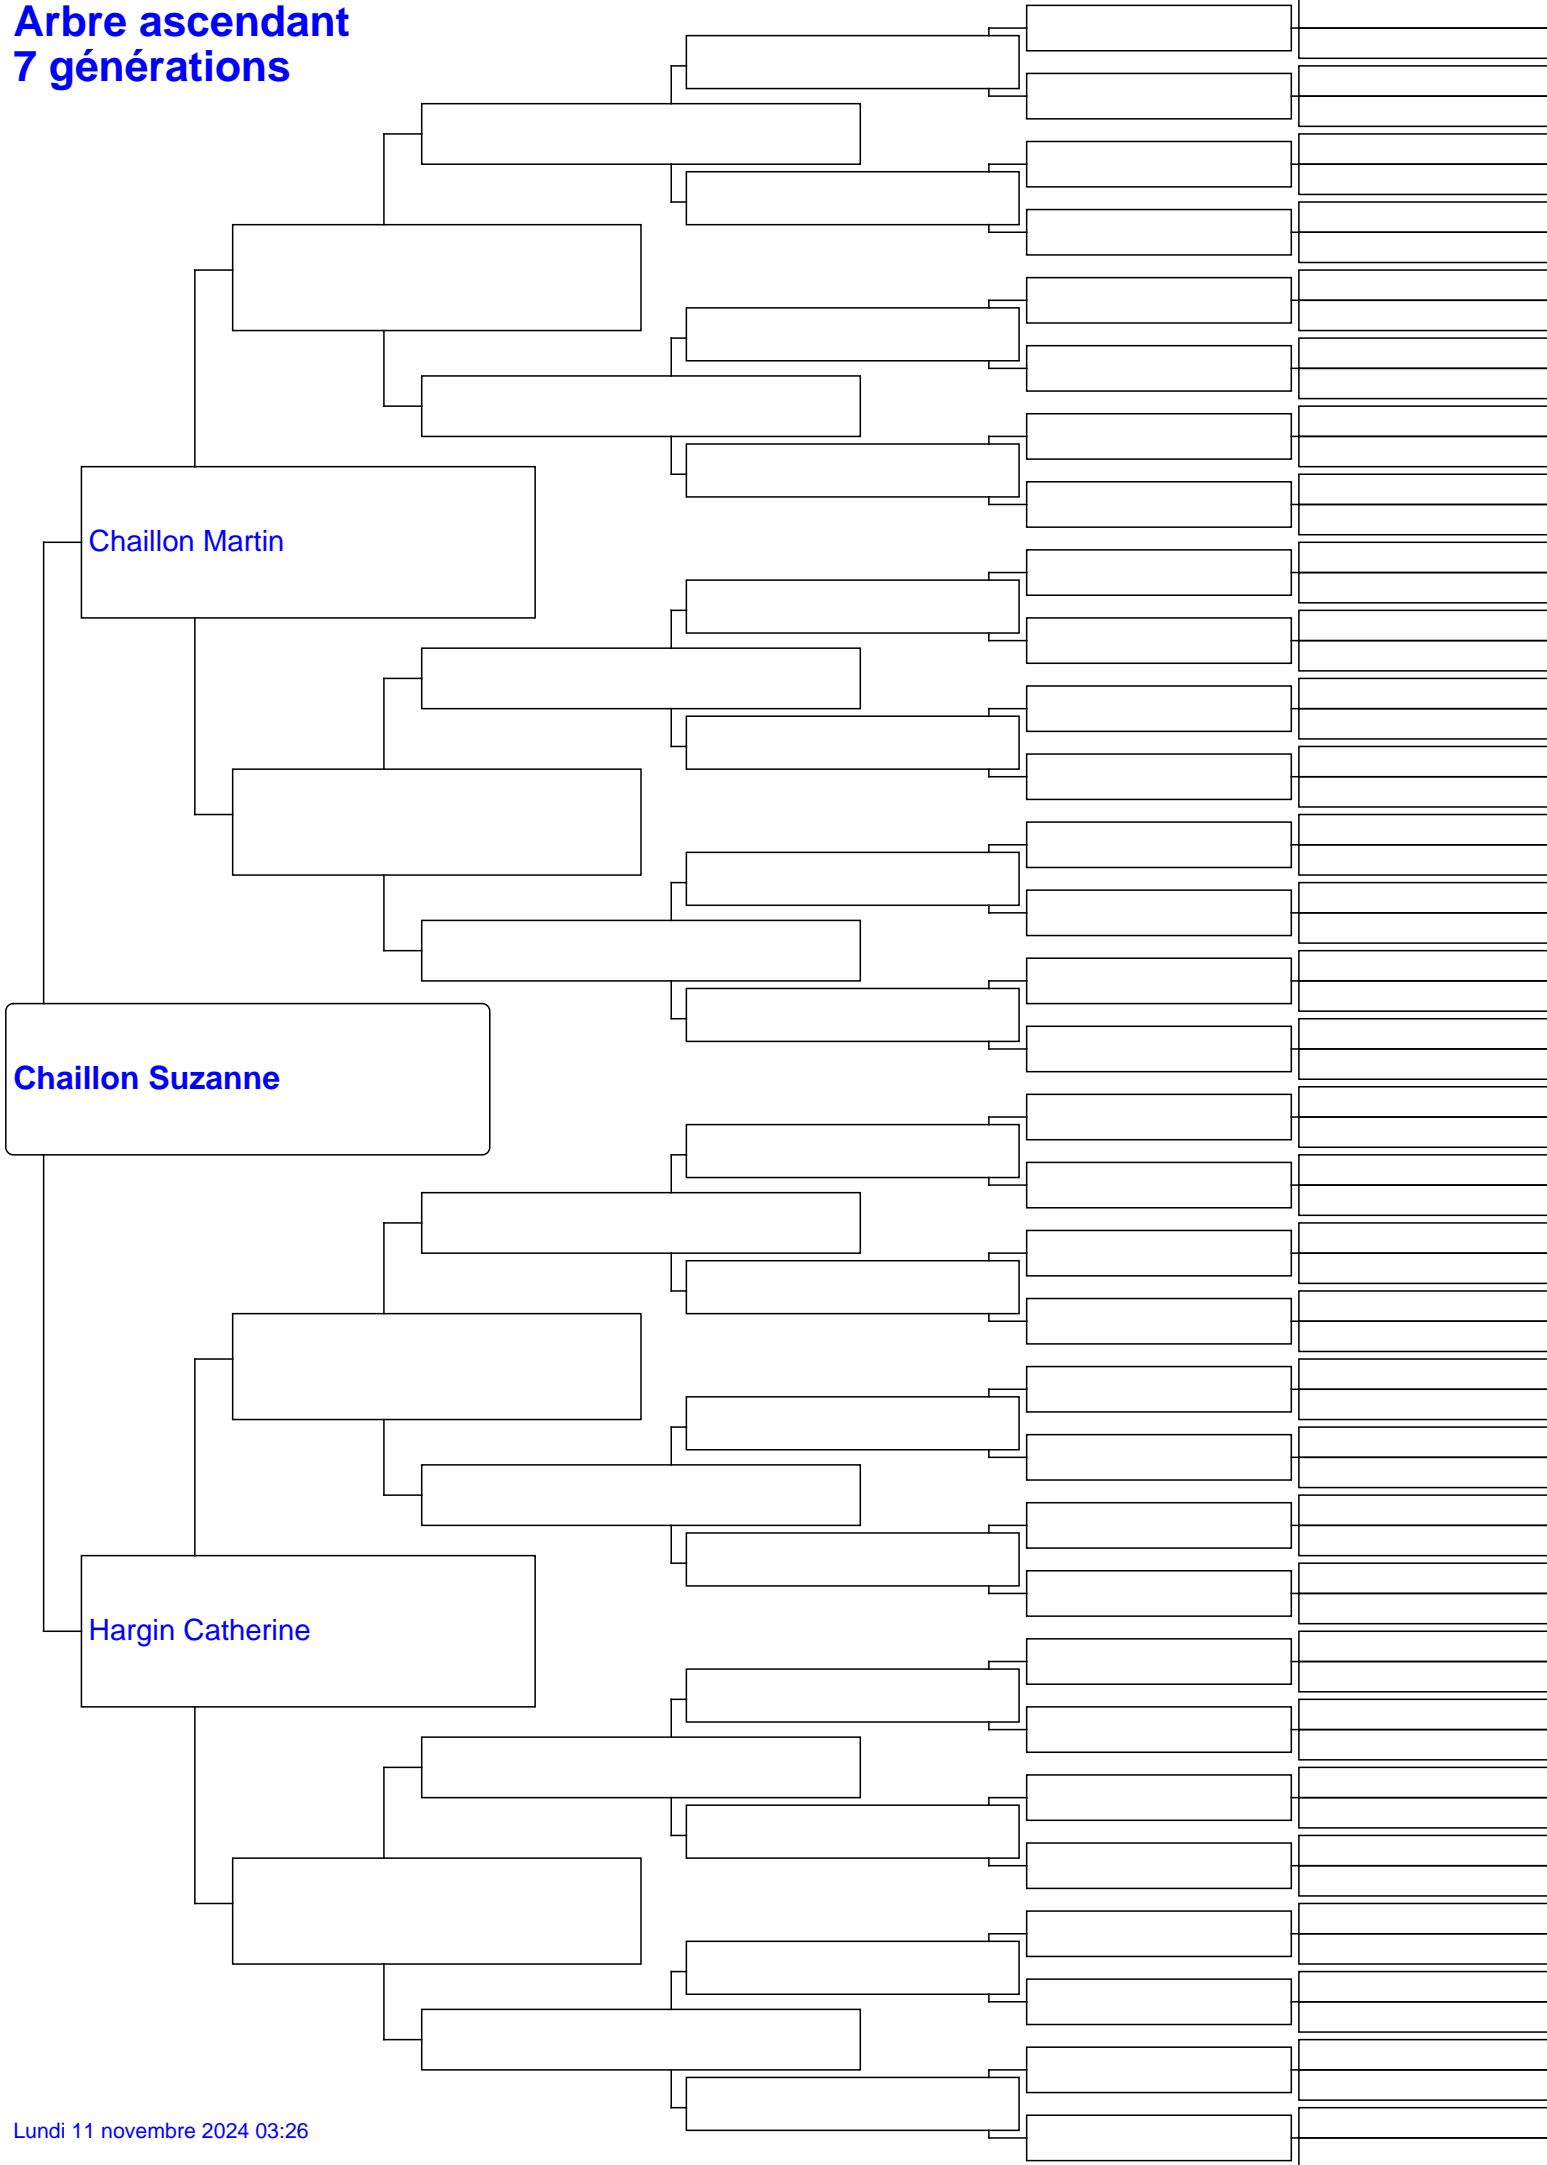 Arbre ascendant
7 générations
Chaillon Martin
Chaillon Suzanne
Hargin Catherine
Lundi 11 novembre 2024 03:26